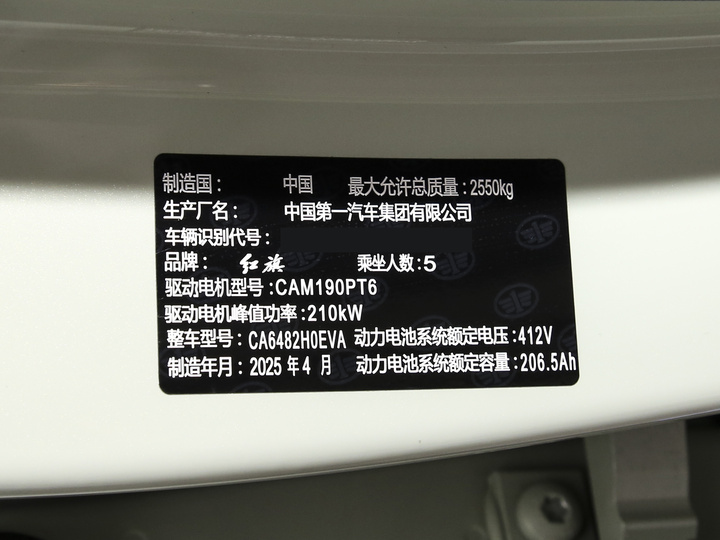 制造国： 中国 最大允许总质量：2550kg
生产厂名： 中国第一汽车集团有限公司
车辆识别代号：
品牌： 红旗 乘坐人数：5
驱动电机型号：CAM190PT6
驱动电机峰值功率：210kW
整车型号：CA6482H0EVA 动力电池系统额定电压：412V
制造年月：2025年4月 动力电池系统额定容量：206.5Ah